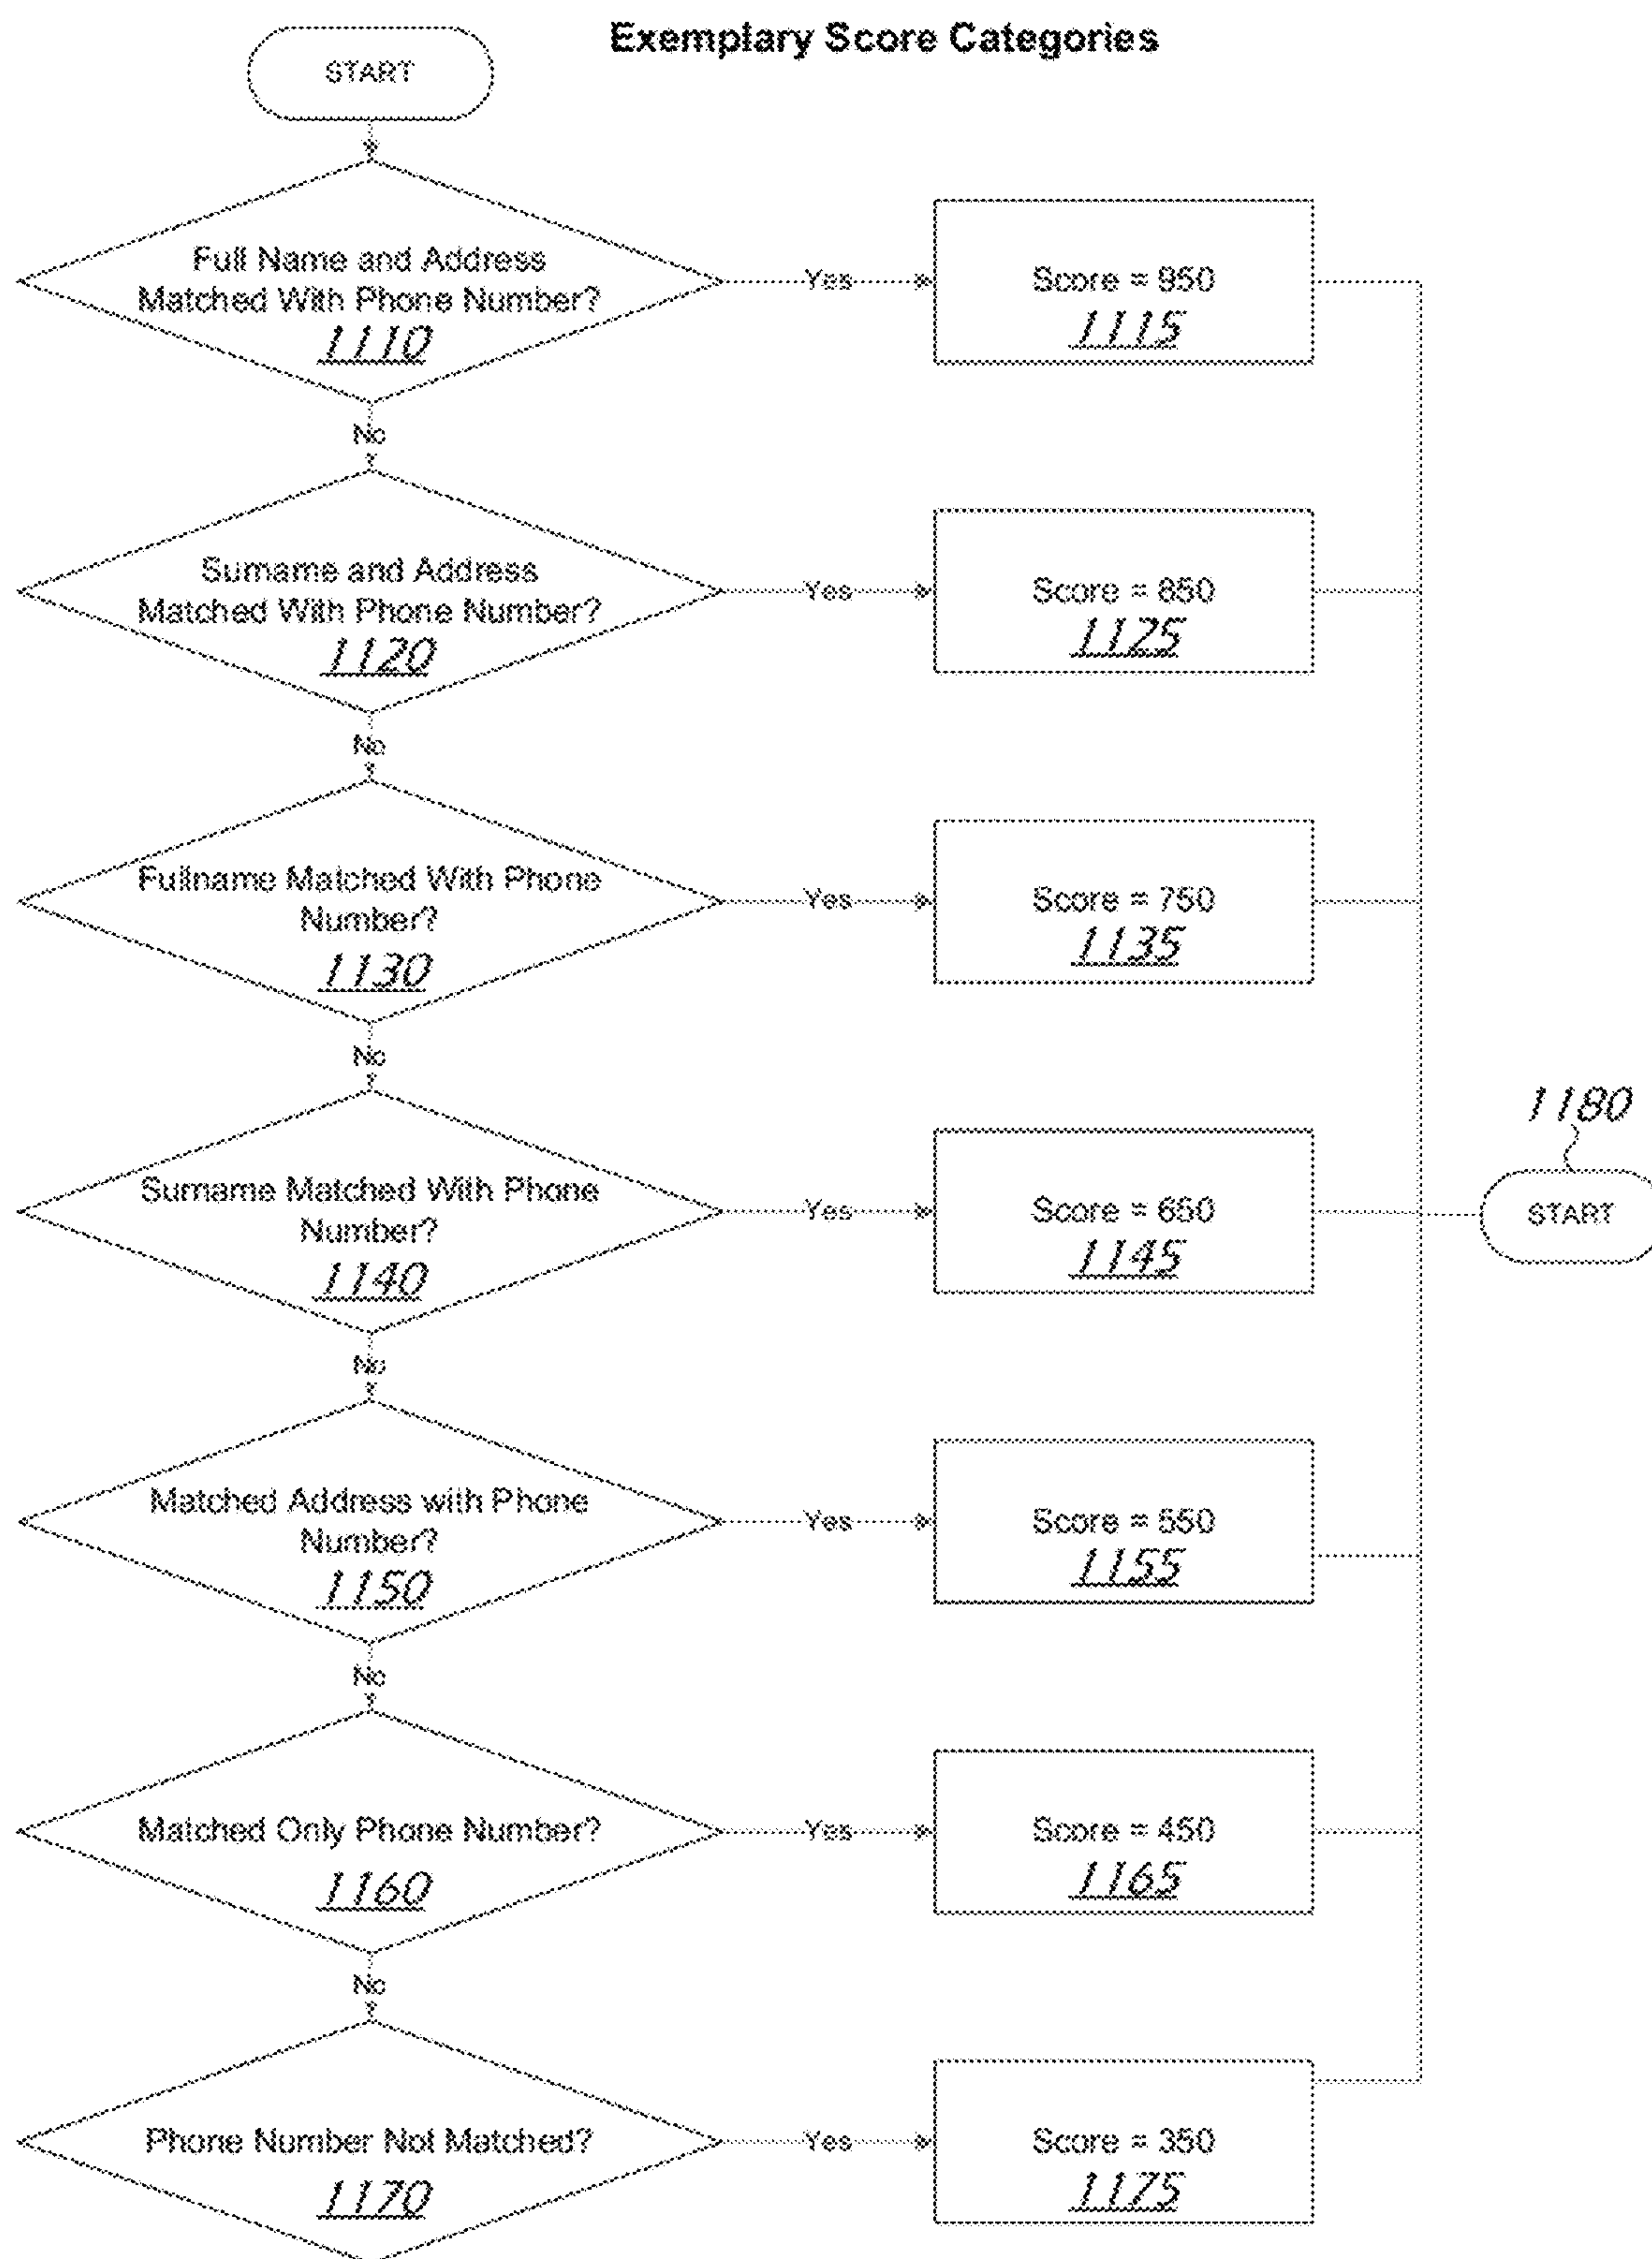 Exemplary Score Categories
START
Full Name and Address
Matched With Phone Number?
1110
Yes
Score = 950
1115
No
Surname and Address
Matched With Phone Number?
1120
Yes
Score = 850
1125
No
Fullname Matched With Phone
Number?
1130
Yes
Score = 750
1135
No
Surname Matched With Phone
Number?
1140
Yes
Score = 650
1145
1180
START
No
Matched Address with Phone
Number?
1150
Yes
Score = 550
1155
No
Matched Only Phone Number?
1160
Yes
Score = 450
1165
No
Phone Number Not Matched?
1170
Yes
Score = 350
1175